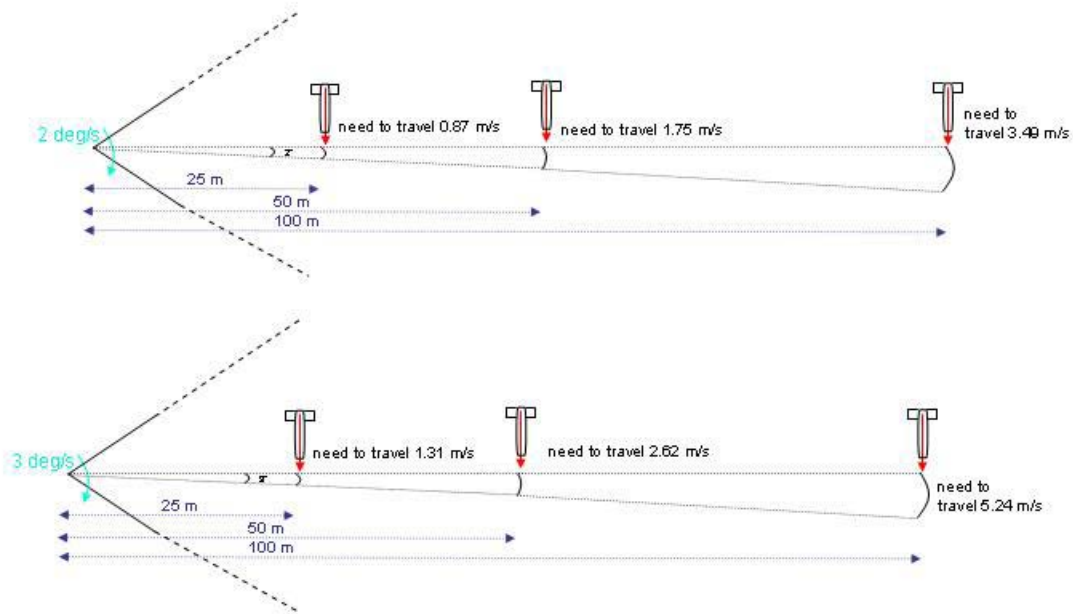 2 deg/s
need to travel 0.87 m/s
need to travel 1.75 m/s
need to
travel 3.49 m/s
25 m
50 m
100 m
3 deg/s
need to travel 1.31 m/s
need to travel 2.62 m/s
need to
travel 5.24 m/s
25 m
50 m
100 m